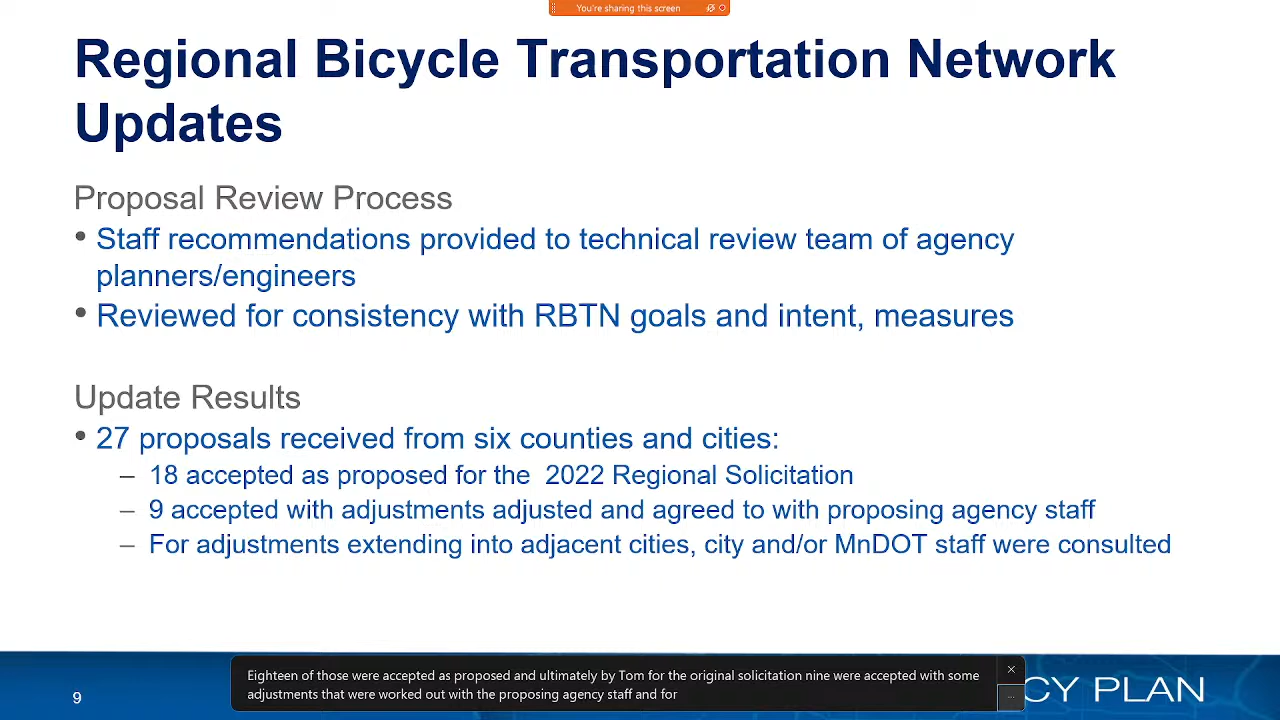 You're sharing this screen
Regional Bicycle Transportation Network
Updates
Proposal Review Process
• Staff recommendations provided to technical review team of agency
planners/engineers
• Reviewed for consistency with RBTN goals and intent, measures
Update Results
• 27 proposals received from six counties and cities:
– 18 accepted as proposed for the  2022 Regional Solicitation
– 9 accepted with adjustments adjusted and agreed to with proposing agency staff
– For adjustments extending into adjacent cities, city and/or MnDOT staff were consulted
Eighteen of those were accepted as proposed and ultimately by Tom for the original solicitation nine were accepted with some
adjustments that were worked out with the proposing agency staff and for
9
CY PLAN